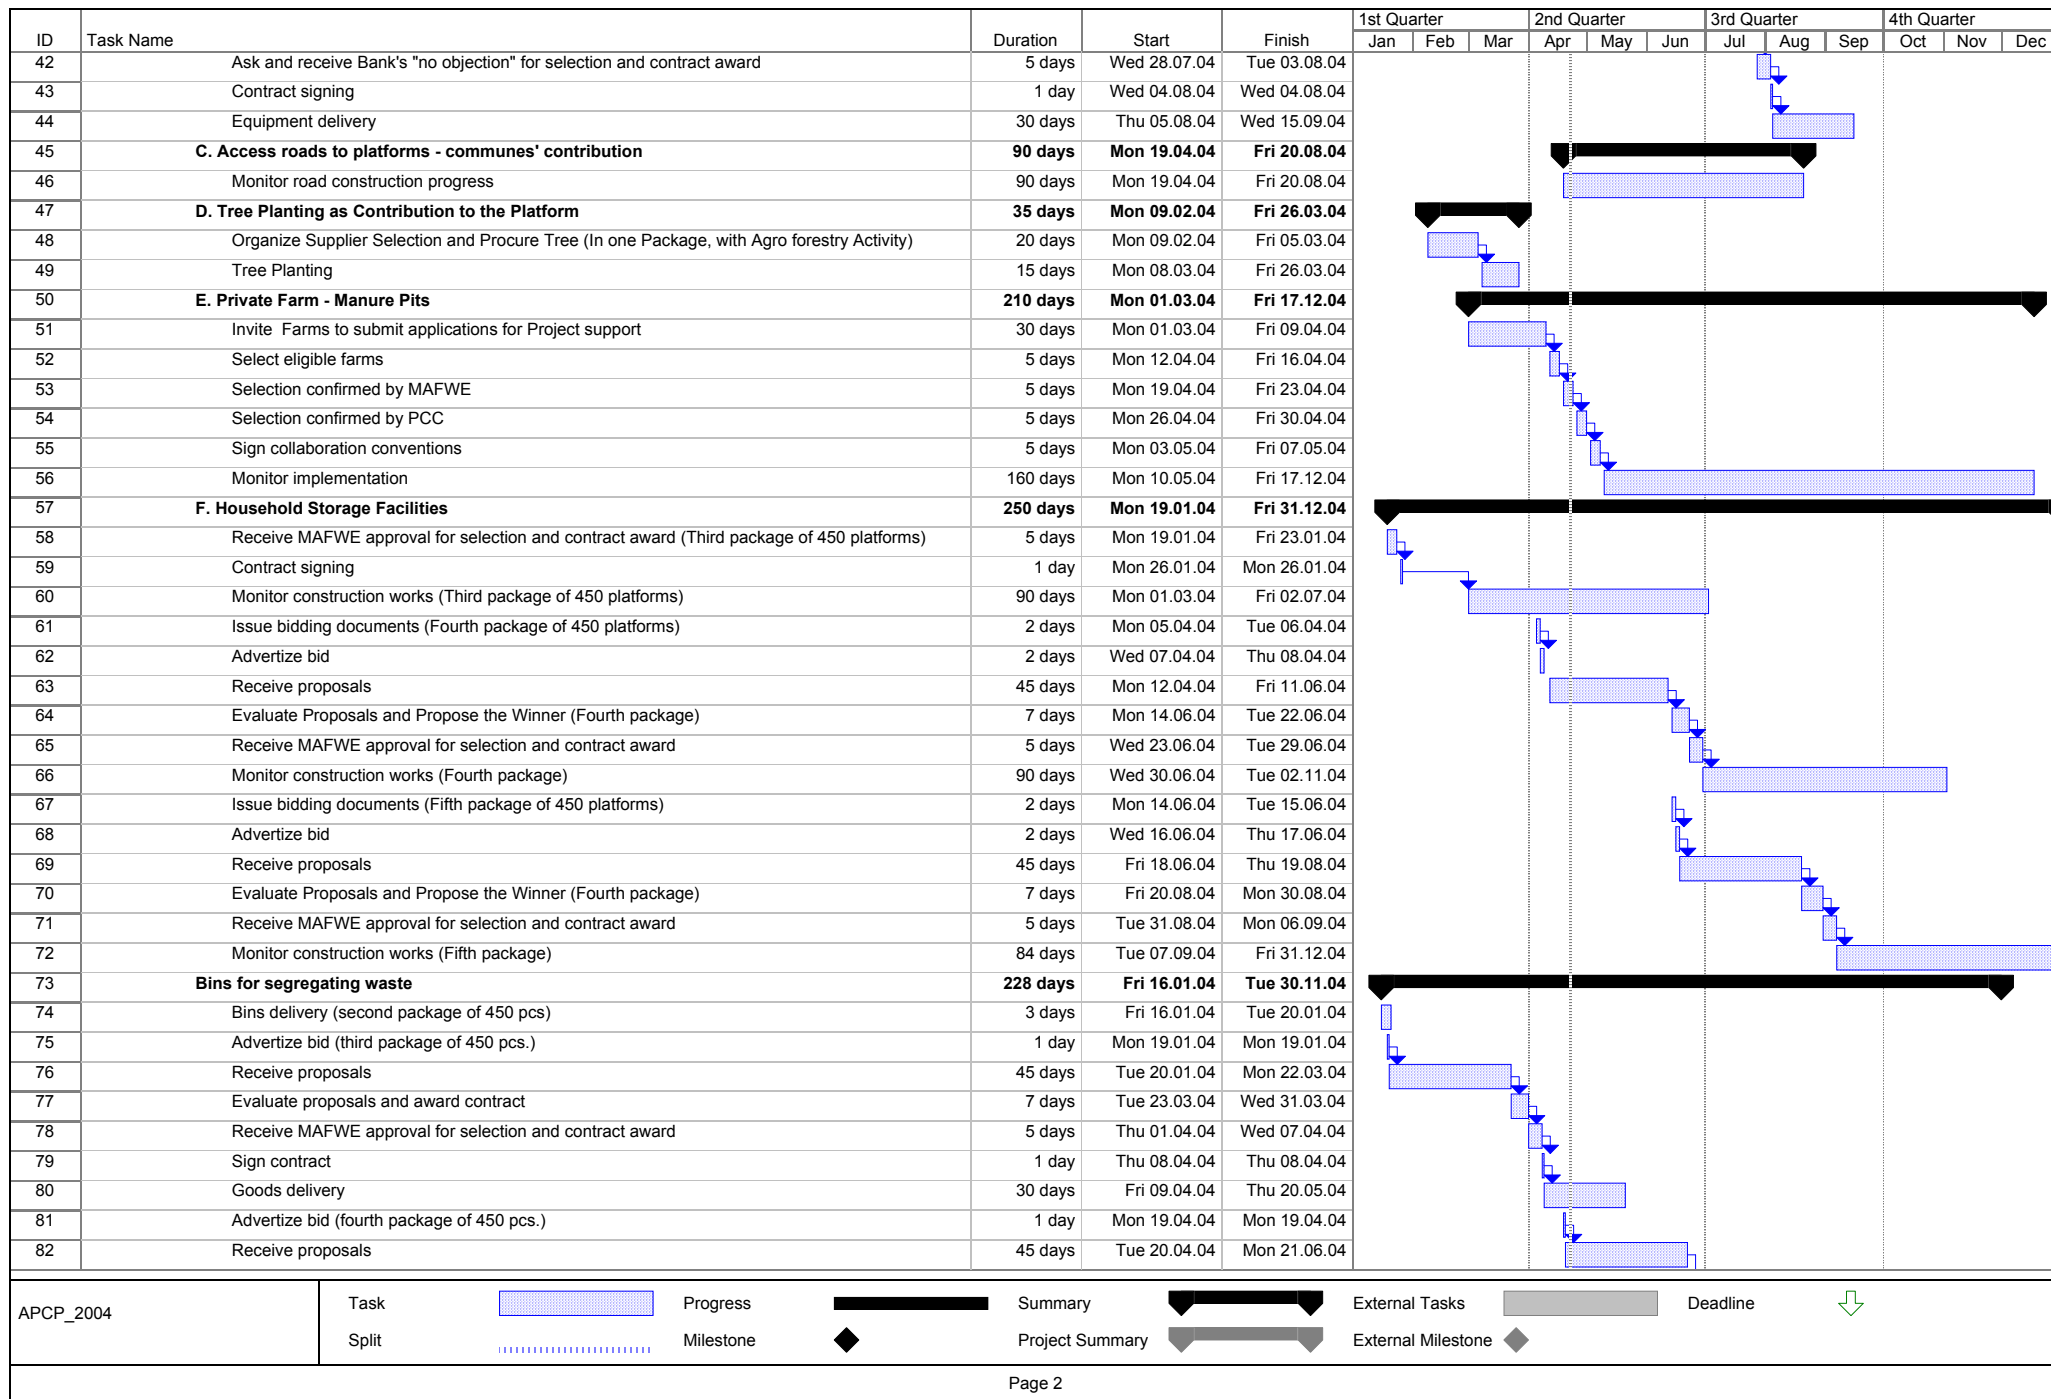 1st Quarter 2nd Quarter 3rd Quarter 4th Quarter
ID Task Name Duration Start Finish Jan Feb Mar Apr May Jun Jul Aug Sep Oct Nov Dec
42 Ask and receive Bank's "no objection" for selection and contract award 5 days Wed 28.07.04 Tue 03.08.04
43 Contract signing 1 day Wed 04.08.04 Wed 04.08.04
44 Equipment delivery 30 days Thu 05.08.04 Wed 15.09.04
45 C. Access roads to platforms - communes' contribution 90 days Mon 19.04.04 Fri 20.08.04
46 Monitor road construction progress 90 days Mon 19.04.04 Fri 20.08.04
47 D. Tree Planting as Contribution to the Platform 35 days Mon 09.02.04 Fri 26.03.04
48 Organize Supplier Selection and Procure Tree (In one Package, with Agro forestry Activity) 20 days Mon 09.02.04 Fri 05.03.04
49 Tree Planting 15 days Mon 08.03.04 Fri 26.03.04
50 E. Private Farm - Manure Pits 210 days Mon 01.03.04 Fri 17.12.04
51 Invite Farms to submit applications for Project support 30 days Mon 01.03.04 Fri 09.04.04
52 Select eligible farms 5 days Mon 12.04.04 Fri 16.04.04
53 Selection confirmed by MAFWE 5 days Mon 19.04.04 Fri 23.04.04
54 Selection confirmed by PCC 5 days Mon 26.04.04 Fri 30.04.04
55 Sign collaboration conventions 5 days Mon 03.05.04 Fri 07.05.04
56 Monitor implementation 160 days Mon 10.05.04 Fri 17.12.04
57 F. Household Storage Facilities 250 days Mon 19.01.04 Fri 31.12.04
58 Receive MAFWE approval for selection and contract award (Third package of 450 platforms) 5 days Mon 19.01.04 Fri 23.01.04
59 Contract signing 1 day Mon 26.01.04 Mon 26.01.04
60 Monitor construction works (Third package of 450 platforms) 90 days Mon 01.03.04 Fri 02.07.04
61 Issue bidding documents (Fourth package of 450 platforms) 2 days Mon 05.04.04 Tue 06.04.04
62 Advertize bid 2 days Wed 07.04.04 Thu 08.04.04
63 Receive proposals 45 days Mon 12.04.04 Fri 11.06.04
64 Evaluate Proposals and Propose the Winner (Fourth package) 7 days Mon 14.06.04 Tue 22.06.04
65 Receive MAFWE approval for selection and contract award 5 days Wed 23.06.04 Tue 29.06.04
66 Monitor construction works (Fourth package) 90 days Wed 30.06.04 Tue 02.11.04
67 Issue bidding documents (Fifth package of 450 platforms) 2 days Mon 14.06.04 Tue 15.06.04
68 Advertize bid 2 days Wed 16.06.04 Thu 17.06.04
69 Receive proposals 45 days Fri 18.06.04 Thu 19.08.04
70 Evaluate Proposals and Propose the Winner (Fourth package) 7 days Fri 20.08.04 Mon 30.08.04
71 Receive MAFWE approval for selection and contract award 5 days Tue 31.08.04 Mon 06.09.04
72 Monitor construction works (Fifth package) 84 days Tue 07.09.04 Fri 31.12.04
73 Bins for segregating waste 228 days Fri 16.01.04 Tue 30.11.04
74 Bins delivery (second package of 450 pcs) 3 days Fri 16.01.04 Tue 20.01.04
75 Advertize bid (third package of 450 pcs.) 1 day Mon 19.01.04 Mon 19.01.04
76 Receive proposals 45 days Tue 20.01.04 Mon 22.03.04
77 Evaluate proposals and award contract 7 days Tue 23.03.04 Wed 31.03.04
78 Receive MAFWE approval for selection and contract award 5 days Thu 01.04.04 Wed 07.04.04
79 Sign contract 1 day Thu 08.04.04 Thu 08.04.04
80 Goods delivery 30 days Fri 09.04.04 Thu 20.05.04
81 Advertize bid (fourth package of 450 pcs.) 1 day Mon 19.04.04 Mon 19.04.04
82 Receive proposals 45 days Tue 20.04.04 Mon 21.06.04
APCP_2004
Task Progress Summary External Tasks Deadline
Split Milestone Project Summary External Milestone
Page 2